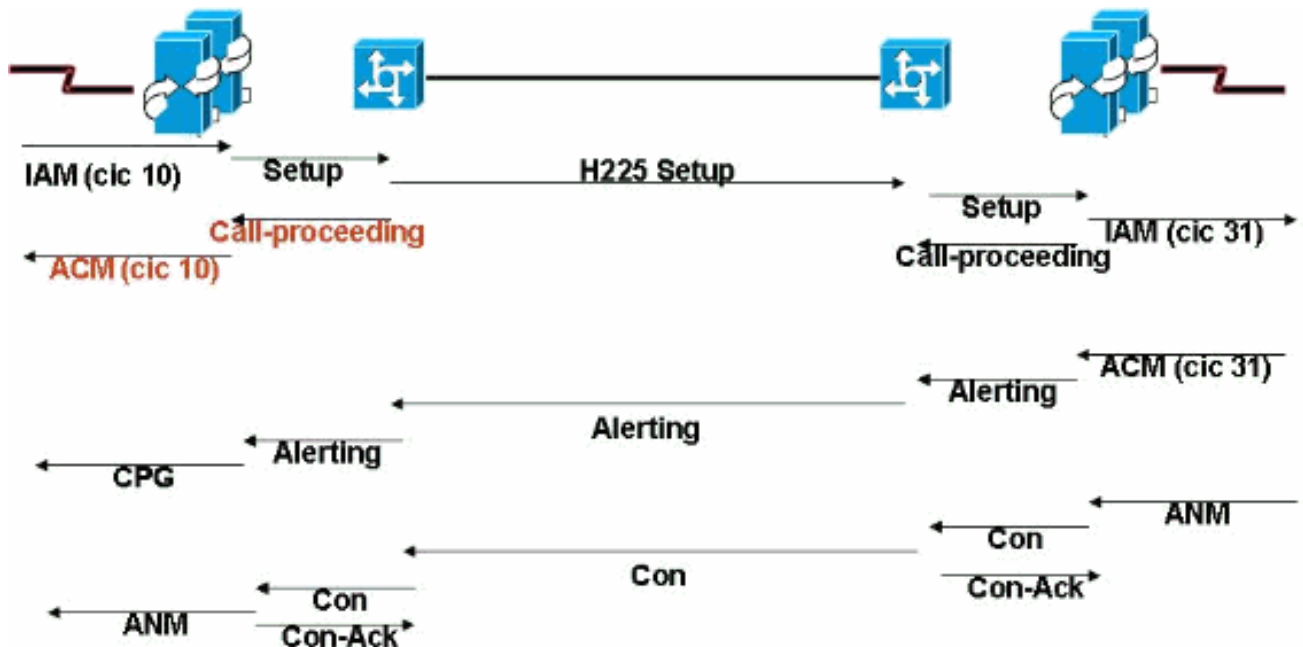 IAM (cic 10)
Setup
H225 Setup
Setup
IAM (cic 31)
Call-proceeding
Call-proceeding
ACM (cic 10)
ACM (cic 31)
Alerting
Alerting
Alerting
CPG
ANM
Con
Con
Con-Ack
Con
ANM
Con-Ack